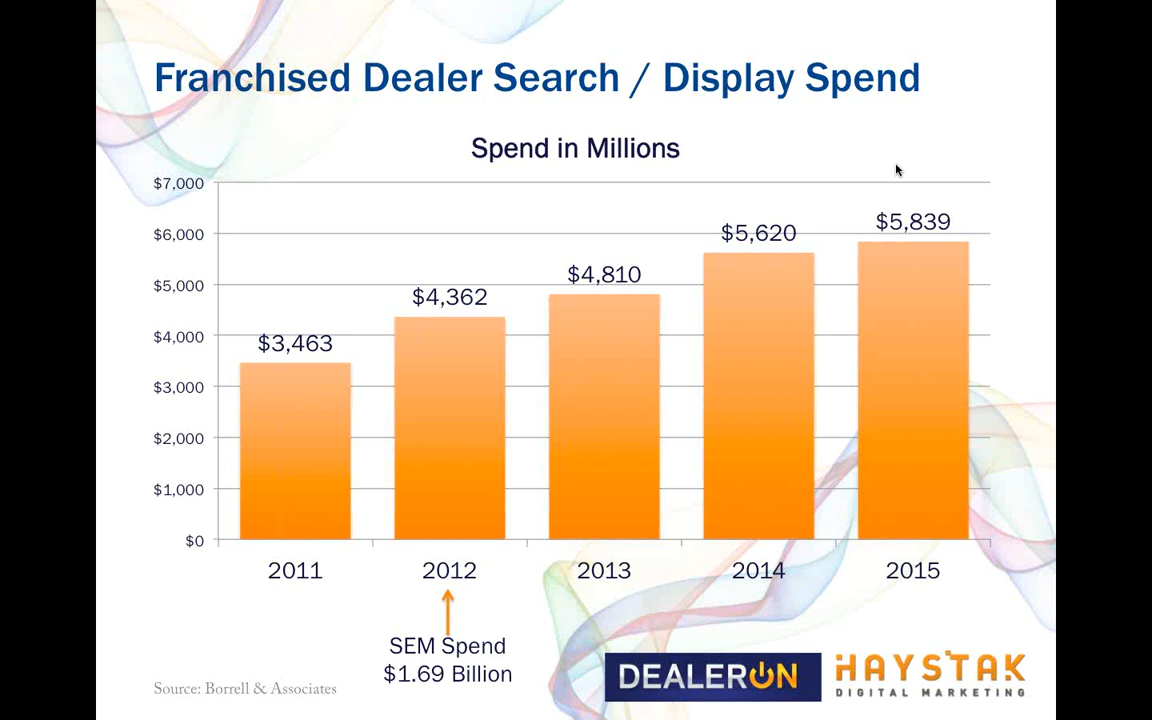 Franchised Dealer Search / Display Spend
Spend in Millions
$7,000
$6,000
$5,000
$4,000
$3,000
$2,000
$1,000
$0
$3,463
$4,362
$4,810
$5,620
$5,839
2011
2012
2013
2014
2015
SEM Spend
$1.69 Billion
Source: Borrell & Associates
DEALERON
HAYSTAK
DIGITAL MARKETING